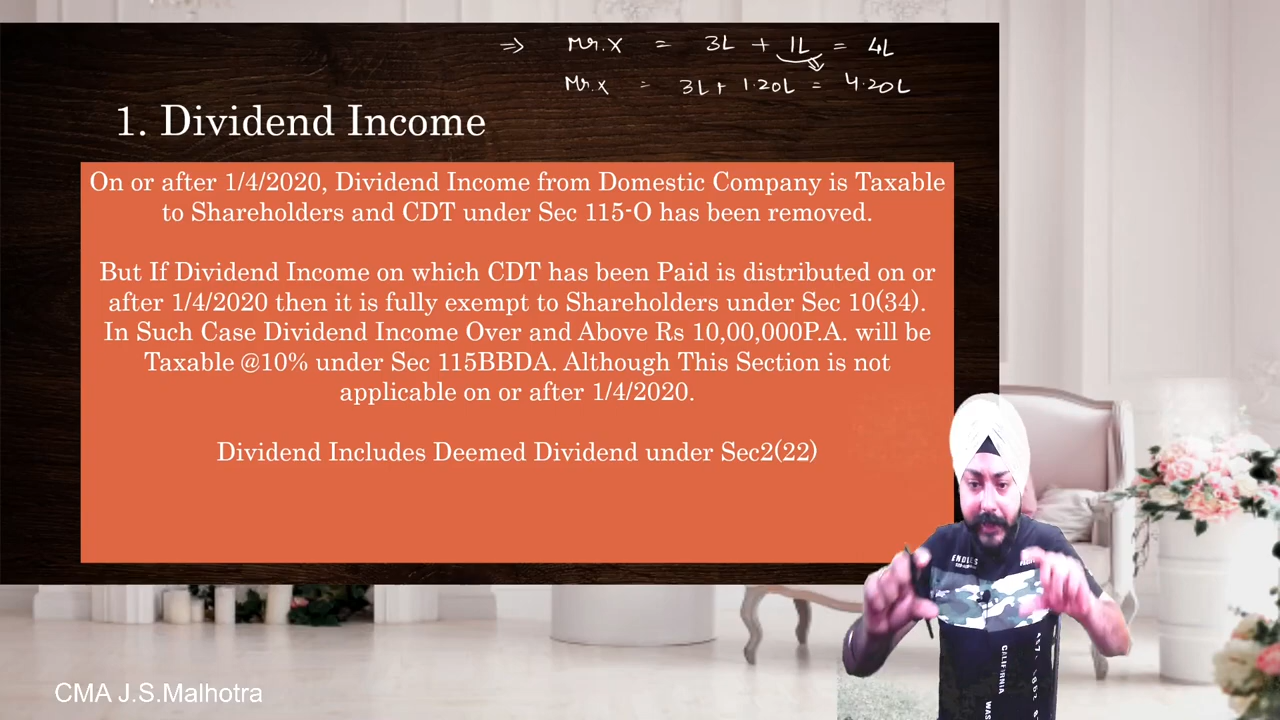 ⇒ Mr.X = 3L + 1L = 4L
Mr.X = 3L + 1.20L = 4.20L
1. Dividend Income
On or after 1/4/2020, Dividend Income from Domestic Company is Taxable
to Shareholders and CDT under Sec 115-O has been removed.
But If Dividend Income on which CDT has been Paid is distributed on or
after 1/4/2020 then it is fully exempt to Shareholders under Sec 10(34).
In Such Case Dividend Income Over and Above Rs 10,00,000P.A. will be
Taxable @10% under Sec 115BBDA. Although This Section is not
applicable on or after 1/4/2020.
Dividend Includes Deemed Dividend under Sec2(22)
CALIFORNIA
CMA J.S.Malhotra